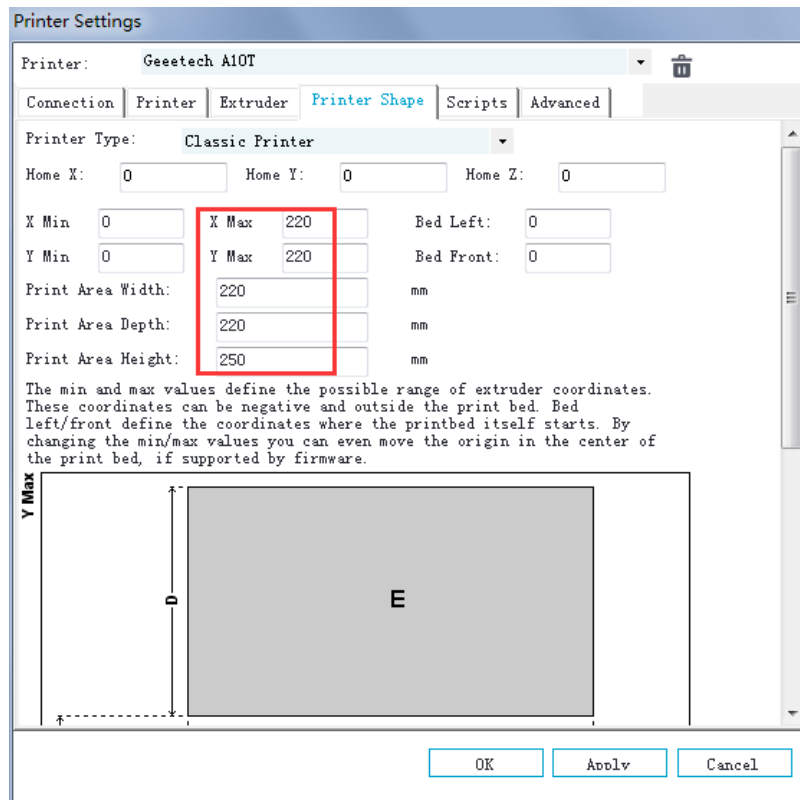 Printer Settings
Printer: Geeetech A10T
Connection Printer Extruder Printer Shape Scripts Advanced
Printer Type: Classic Printer
Home X: 0 Home Y: 0 Home Z: 0
X Min 0 X Max 220 Bed Left: 0
Y Min 0 Y Max 220 Bed Front: 0
Print Area Width: 220 mm
Print Area Depth: 220 mm
Print Area Height: 250 mm
The min and max values define the possible range of extruder coordinates.
These coordinates can be negative and outside the print bed. Bed
left/front define the coordinates where the printbed itself starts. By
changing the min/max values you can even move the origin in the center of
the print bed, if supported by firmware.
Y Max
D
E
OK Apply Cancel